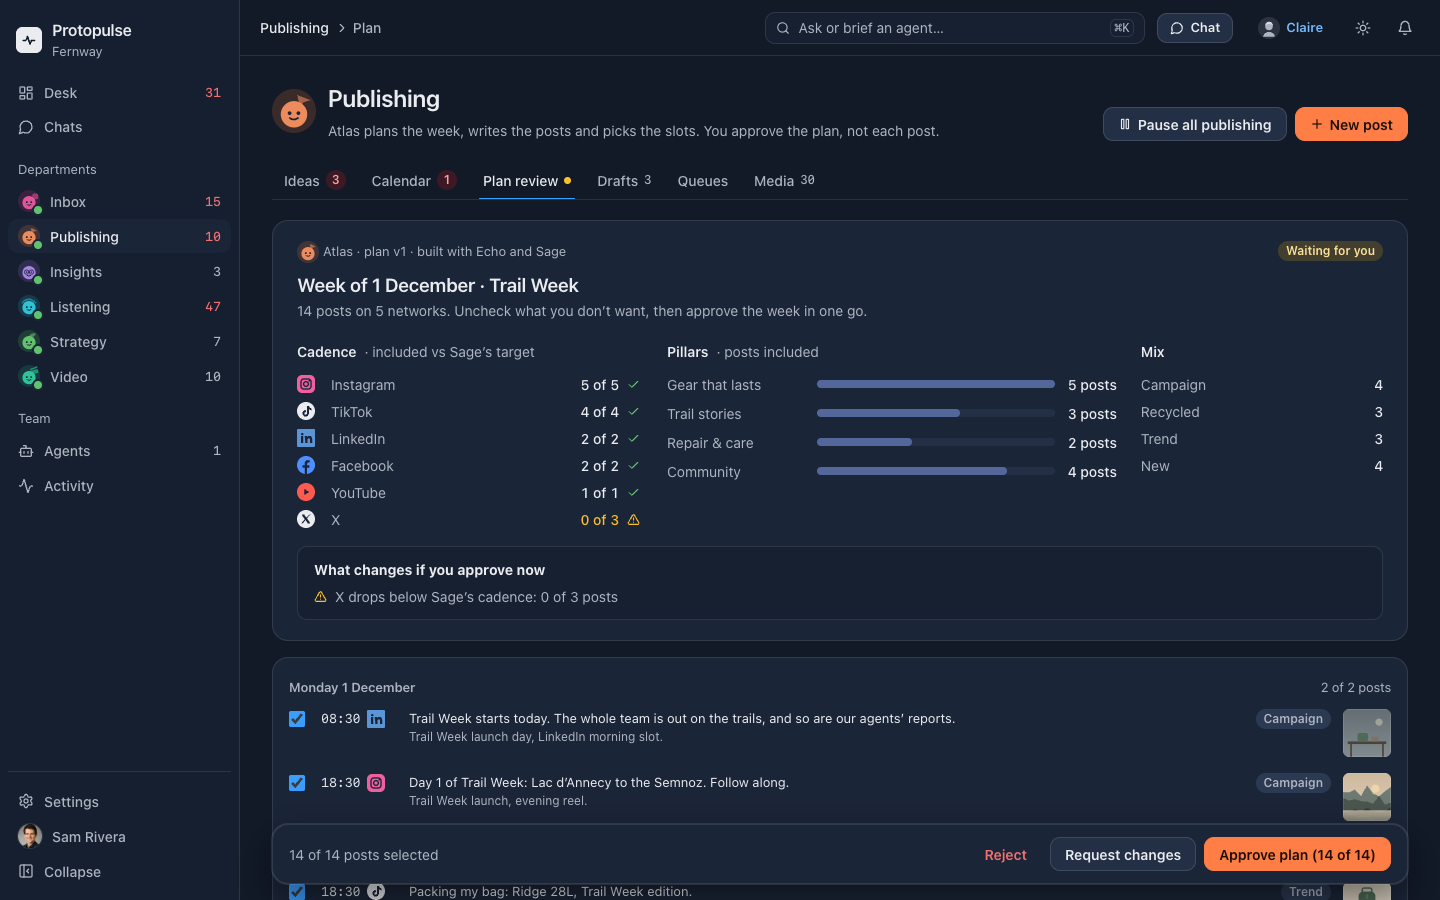 Protopulse
Fernway
Desk 31
Chats
Departments
Inbox 15
Publishing 10
Insights 3
Listening 47
Strategy 7
Video 10
Team
Agents 1
Activity
Settings
Sam Rivera
Collapse
Publishing > Plan
Ask or brief an agent… ⌘K
Chat
Claire
Publishing
Atlas plans the week, writes the posts and picks the slots. You approve the plan, not each post.
Pause all publishing
+ New post
Ideas 3
Calendar 1
Plan review
Drafts 3
Queues
Media 30
Atlas · plan v1 · built with Echo and Sage
Waiting for you
Week of 1 December · Trail Week
14 posts on 5 networks. Uncheck what you don’t want, then approve the week in one go.
Cadence · included vs Sage’s target
Instagram 5 of 5
TikTok 4 of 4
LinkedIn 2 of 2
Facebook 2 of 2
YouTube 1 of 1
X 0 of 3
Pillars · posts included
Gear that lasts 5 posts
Trail stories 3 posts
Repair & care 2 posts
Community 4 posts
Mix
Campaign 4
Recycled 3
Trend 3
New 4
What changes if you approve now
X drops below Sage’s cadence: 0 of 3 posts
Monday 1 December 2 of 2 posts
08:30 Trail Week starts today. The whole team is out on the trails, and so are our agents’ reports. Campaign
Trail Week launch day, LinkedIn morning slot.
18:30 Day 1 of Trail Week: Lac d’Annecy to the Semnoz. Follow along. Campaign
Trail Week launch, evening reel.
14 of 14 posts selected
Reject
Request changes
Approve plan (14 of 14)
18:30 Packing my bag: Ridge 28L, Trail Week edition. Trend